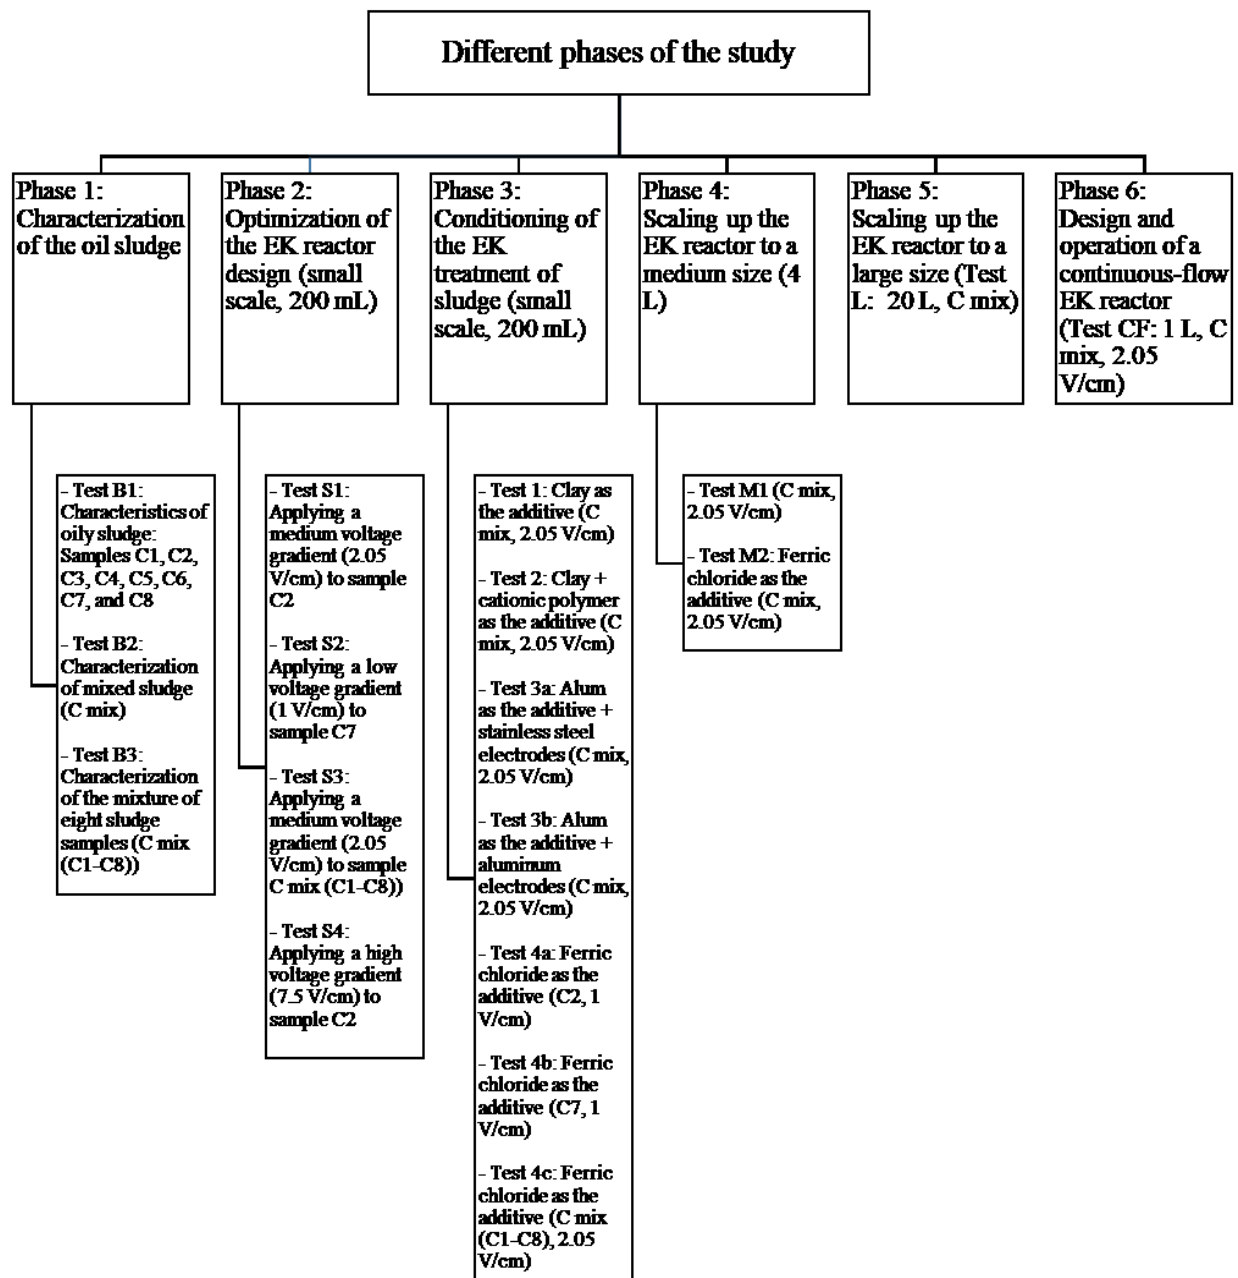 Different phases of the study
Phase 1:
Characterization
of the oil sludge
Phase 2:
Optimization of
the EK reactor
design (small
scale, 200 mL)
Phase 3:
Conditioning of
the EK
treatment of
sludge (small
scale, 200 mL)
Phase 4:
Scaling up the
EK reactor to a
medium size (4
L)
Phase 5:
Scaling up the
EK reactor to a
large size (Test
L: 20 L, C mix)
Phase 6:
Design and
operation of a
continuous-flow
EK reactor
(Test CF: 1 L, C
mix, 2.05
V/cm)
- Test B1:
Characteristics of
oily sludge:
Samples C1, C2,
C3, C4, C5, C6,
C7, and C8
- Test B2:
Characterization
of mixed sludge
(C mix)
- Test B3:
Characterization
of the mixture of
eight sludge
samples (C mix
(C1-C8))
- Test S1:
Applying a
medium voltage
gradient (2.05
V/cm) to sample
C2
- Test S2:
Applying a low
voltage gradient
(1 V/cm) to
sample C7
- Test S3:
Applying a
medium voltage
gradient (2.05
V/cm) to sample
C mix (C1-C8))
- Test S4:
Applying a high
voltage gradient
(7.5 V/cm) to
sample C2
- Test 1: Clay as
the additive (C
mix, 2.05 V/cm)
- Test 2: Clay +
cationic polymer
as the additive (C
mix, 2.05 V/cm)
- Test 3a: Alum
as the additive +
stainless steel
electrodes (C mix,
2.05 V/cm)
- Test 3b: Alum
as the additive +
aluminum
electrodes (C mix,
2.05 V/cm)
- Test 4a: Ferric
chloride as the
additive (C2, 1
V/cm)
- Test 4b: Ferric
chloride as the
additive (C7, 1
V/cm)
- Test 4c: Ferric
chloride as the
additive (C mix
(C1-C8), 2.05
V/cm)
- Test M1 (C mix,
2.05 V/cm)
- Test M2: Ferric
chloride as the
additive (C mix,
2.05 V/cm)